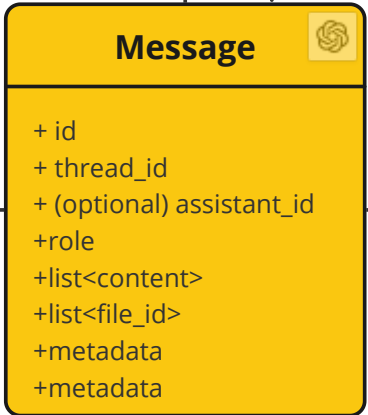 Message
+ id
+ thread_id
+ (optional) assistant_id
+role
+list<content>
+list<file_id>
+metadata
+metadata